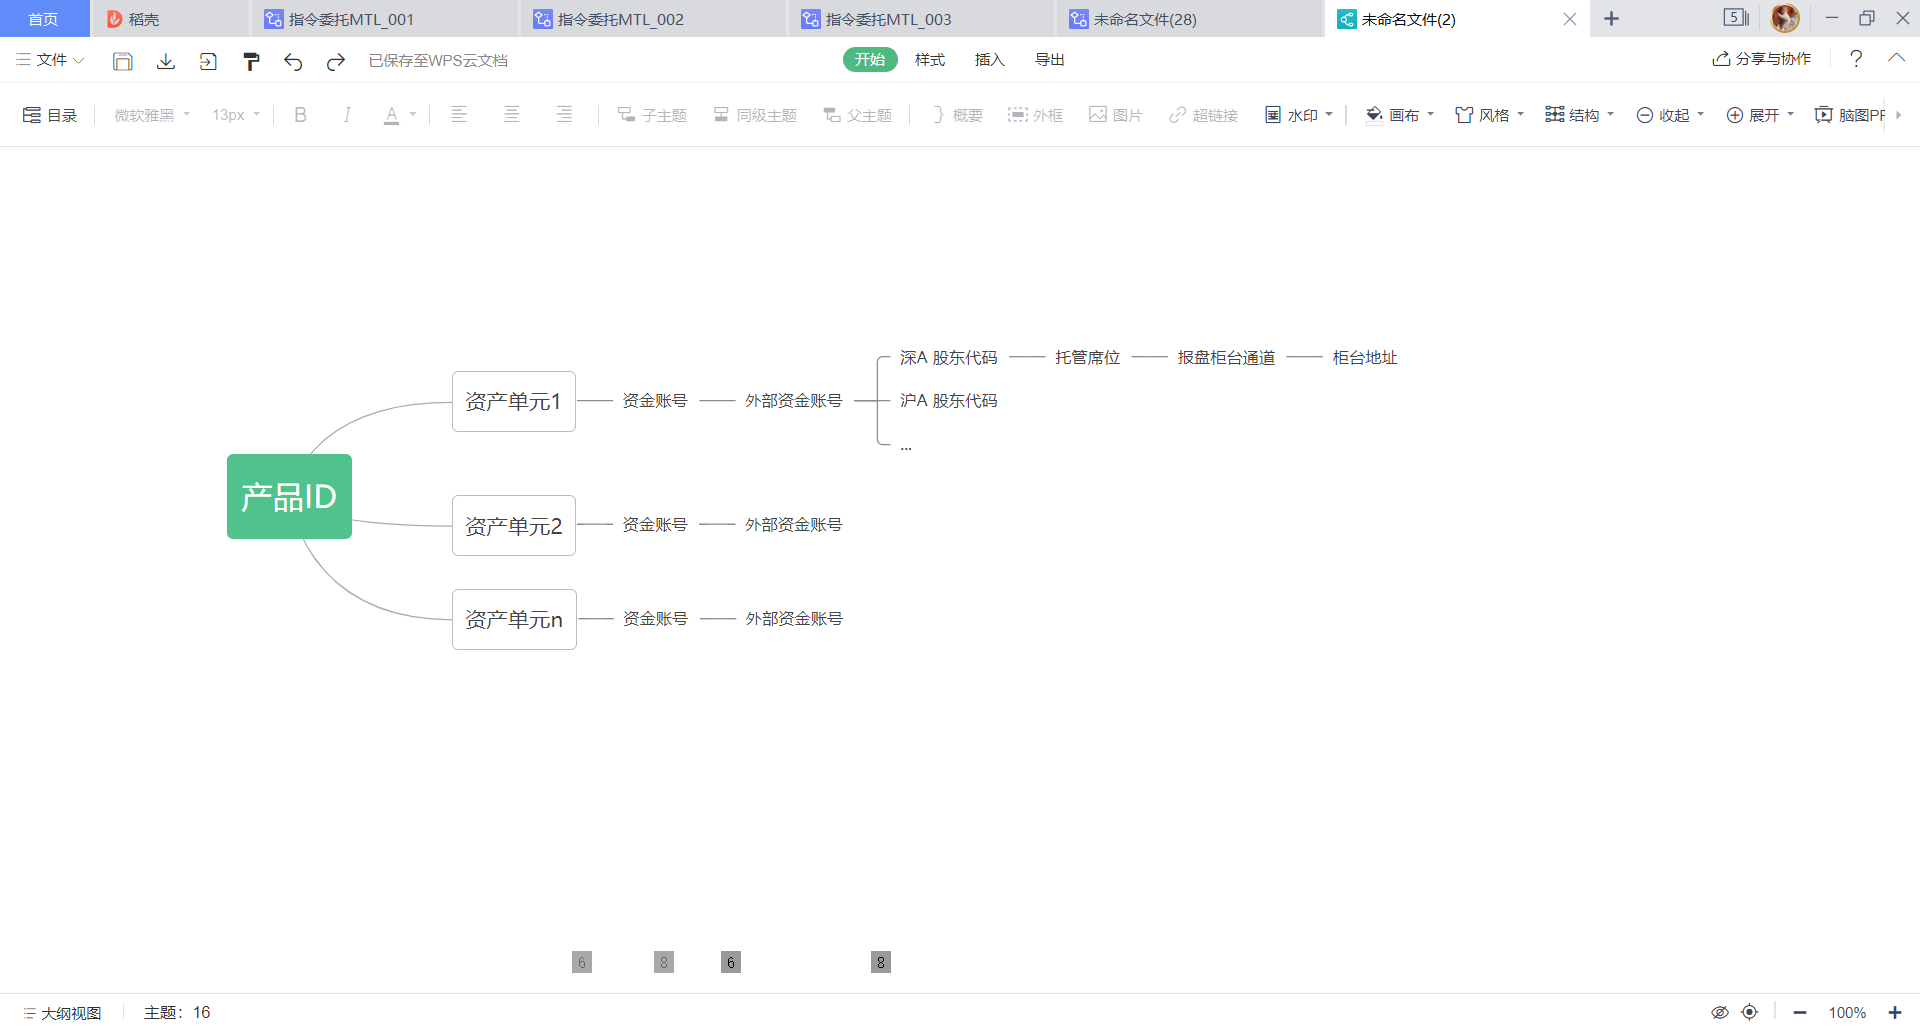 首页
稻壳
指令委托MTL_001
指令委托MTL_002
指令委托MTL_003
未命名文件(28)
未命名文件(2)
5
文件
已保存至WPS云文档
开始
样式
插入
导出
分享与协作
目录
微软雅黑
13px
B
I
A
子主题
同级主题
父主题
概要
外框
图片
超链接
水印
画布
风格
结构
收起
展开
脑图PP
产品ID
资产单元1
资金账号
外部资金账号
深A 股东代码
托管席位
报盘柜台通道
柜台地址
沪A 股东代码
...
资产单元2
资金账号
外部资金账号
资产单元n
资金账号
外部资金账号
6
8
6
8
大纲视图
主题：16
100%